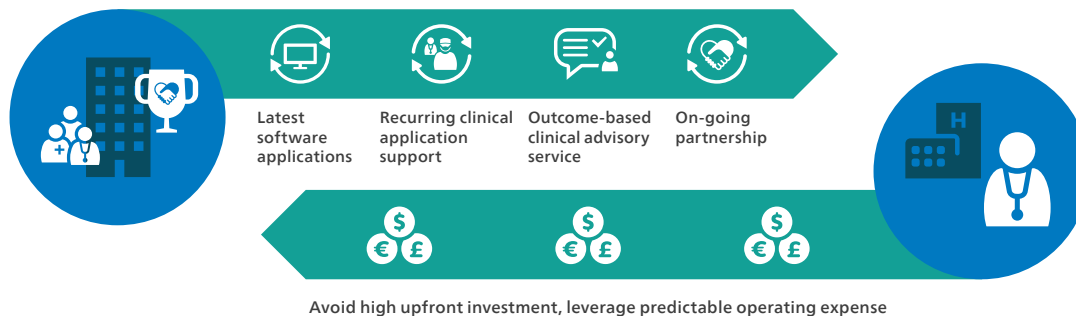 H
Latest
software
applications
Recurring clinical
application
support
Outcome-based
clinical advisory
service
On-going
partnership
$
€ £
$
€ £
$
€ £
Avoid high upfront investment, leverage predictable operating expense